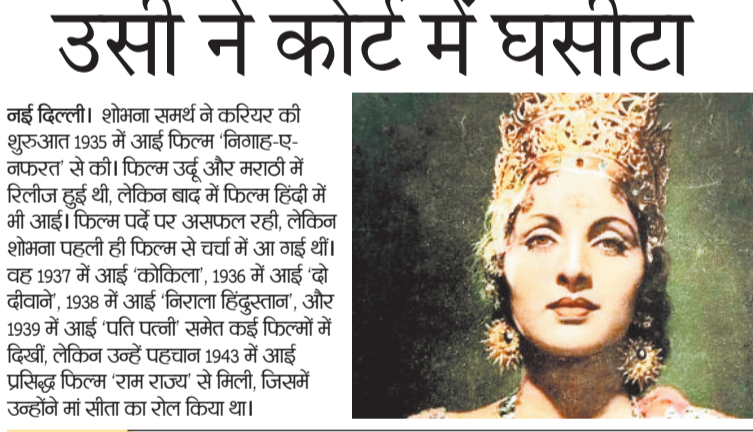 उसी ने कोर्ट में घसीटा
नई दिल्ली। शोभना समर्थ ने करियर की
शुरुआत 1935 में आई फिल्म 'निगाह-ए-
नफरत' से की। फिल्म उर्दू और मराठी में
रिलीज हुई थी, लेकिन बाद में फिल्म हिंदी में
भी आई। फिल्म पर्दे पर असफल रही, लेकिन
शोभना पहली ही फिल्म से चर्चा में आ गई थीं।
वह 1937 में आई 'कोकिला', 1936 में आई 'दो
दीवाने', 1938 में आई 'निराला हिंदुस्तान', और
1939 में आई 'पति पत्नी' समेत कई फिल्मों में
दिखीं, लेकिन उन्हें पहचान 1943 में आई
प्रसिद्ध फिल्म 'राम राज्य' से मिली, जिसमें
उन्होंने मां सीता का रोल किया था।